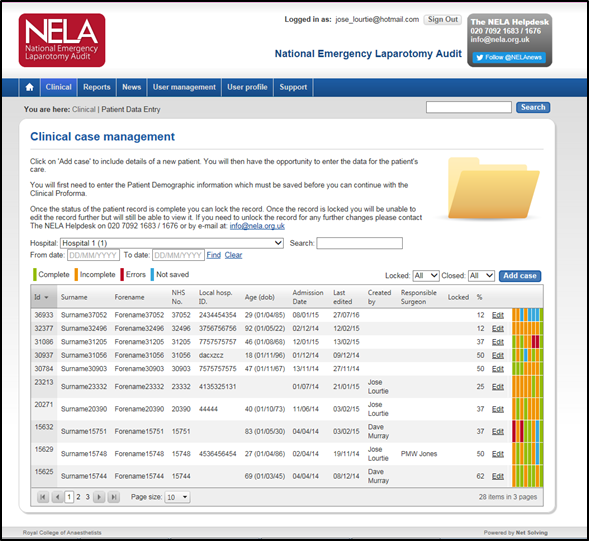 NELA
National Emergency
Laparotomy Audit
Logged in as: jose_lourtie@hotmail.com Sign Out
National Emergency Laparotomy Audit
The NELA Helpdesk
020 7092 1683 / 1676
info@nela.org.uk
Follow @NELAnews
Clinical Reports News User management User profile Support
You are here: Clinical | Patient Data Entry
Search
Clinical case management
Click on 'Add case' to include details of a new patient. You will then have the opportunity to enter the data for the patient's
care.
You will first need to enter the Patient Demographic information which must be saved before you can continue with the
Clinical Proforma.
Once the status of the patient record is complete you can lock the record. Once the record is locked you will be unable to
edit the record further but will still be able to view it. If you need to unlock the record for any further changes please contact
The NELA Helpdesk on 020 7092 1683 / 1676 or by e-mail at: info@nela.org.uk
Hospital: Hospital 1 (1) Search:
From date: DD/MM/YYYY To date: DD/MM/YYYY Find Clear
Complete Incomplete Errors Not saved Locked: All Closed: All Add case
Id Surname Forename NHS No. Local hosp. ID. Age (dob) Admission Date Last edited Created by Responsible Surgeon Locked %
36933 Surname37052 Forename37052 37052 2434454354 29 (01/04/85) 08/01/15 27/07/16 12 Edit
32377 Surname32496 Forename32496 32496 3756756756 92 (01/05/22) 02/12/14 12/02/15 12 Edit
31086 Surname31205 Forename31205 31205 7757575757 46 (01/08/68) 12/01/15 13/02/15 37 Edit
30937 Surname31056 Forename31056 31056 dacxzcz 18 (01/11/96) 01/12/14 09/12/14 50 Edit
30784 Surname30903 Forename30903 30903 7575757575 47 (01/11/67) 13/11/14 27/11/14 50 Edit
23213 Surname23332 Forename23332 23332 4135325131 01/07/14 21/01/15 Jose Lourtie 25 Edit
20271 Surname20390 Forename20390 20390 44444 40 (01/10/73) 11/06/14 03/02/15 Jose Lourtie 37 Edit
15632 Surname15751 Forename15751 15751 83 (01/05/30) 04/04/14 03/02/15 Dave Murray 37 Edit
15629 Surname15748 Forename15748 15748 4536456454 27 (01/04/86) 02/04/14 19/11/14 Jose Lourtie PMW Jones 50 Edit
15625 Surname15744 Forename15744 15744 69 (01/03/45) 04/04/14 08/12/14 Dave Murray 62 Edit
1 2 3 Page size: 10 28 items in 3 pages
Royal College of Anaesthetists Powered by Net Solving